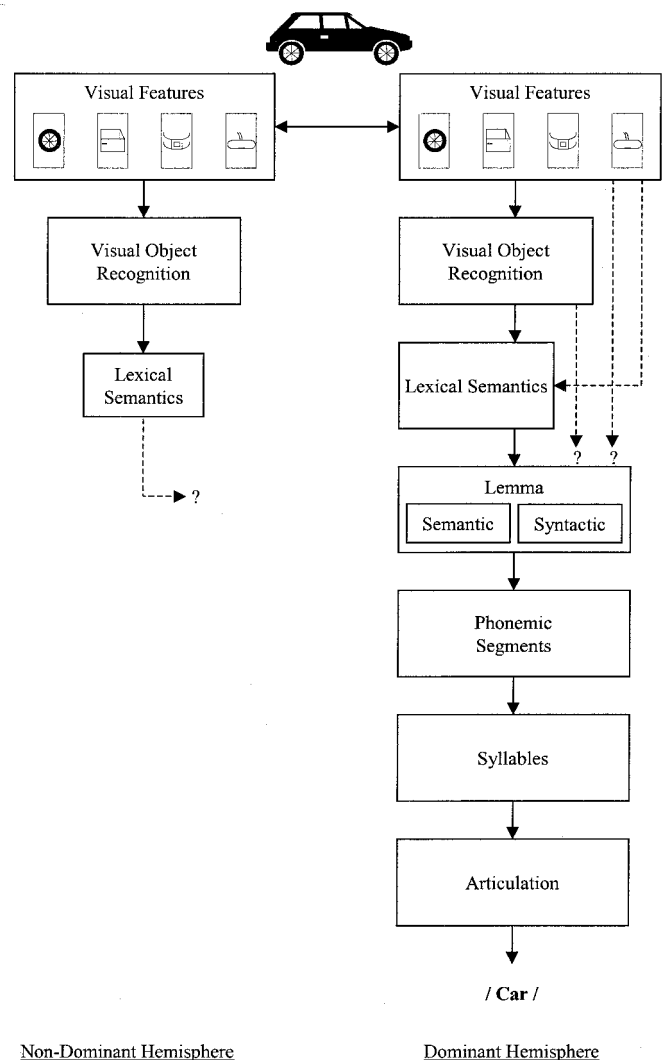 Visual Features
Visual Features
Visual Object
Recognition
Visual Object
Recognition
Lexical
Semantics
Lexical Semantics
?
? ?
Lemma
Semantic
Syntactic
Phonemic
Segments
Syllables
Articulation
/ Car /
Non-Dominant Hemisphere
Dominant Hemisphere